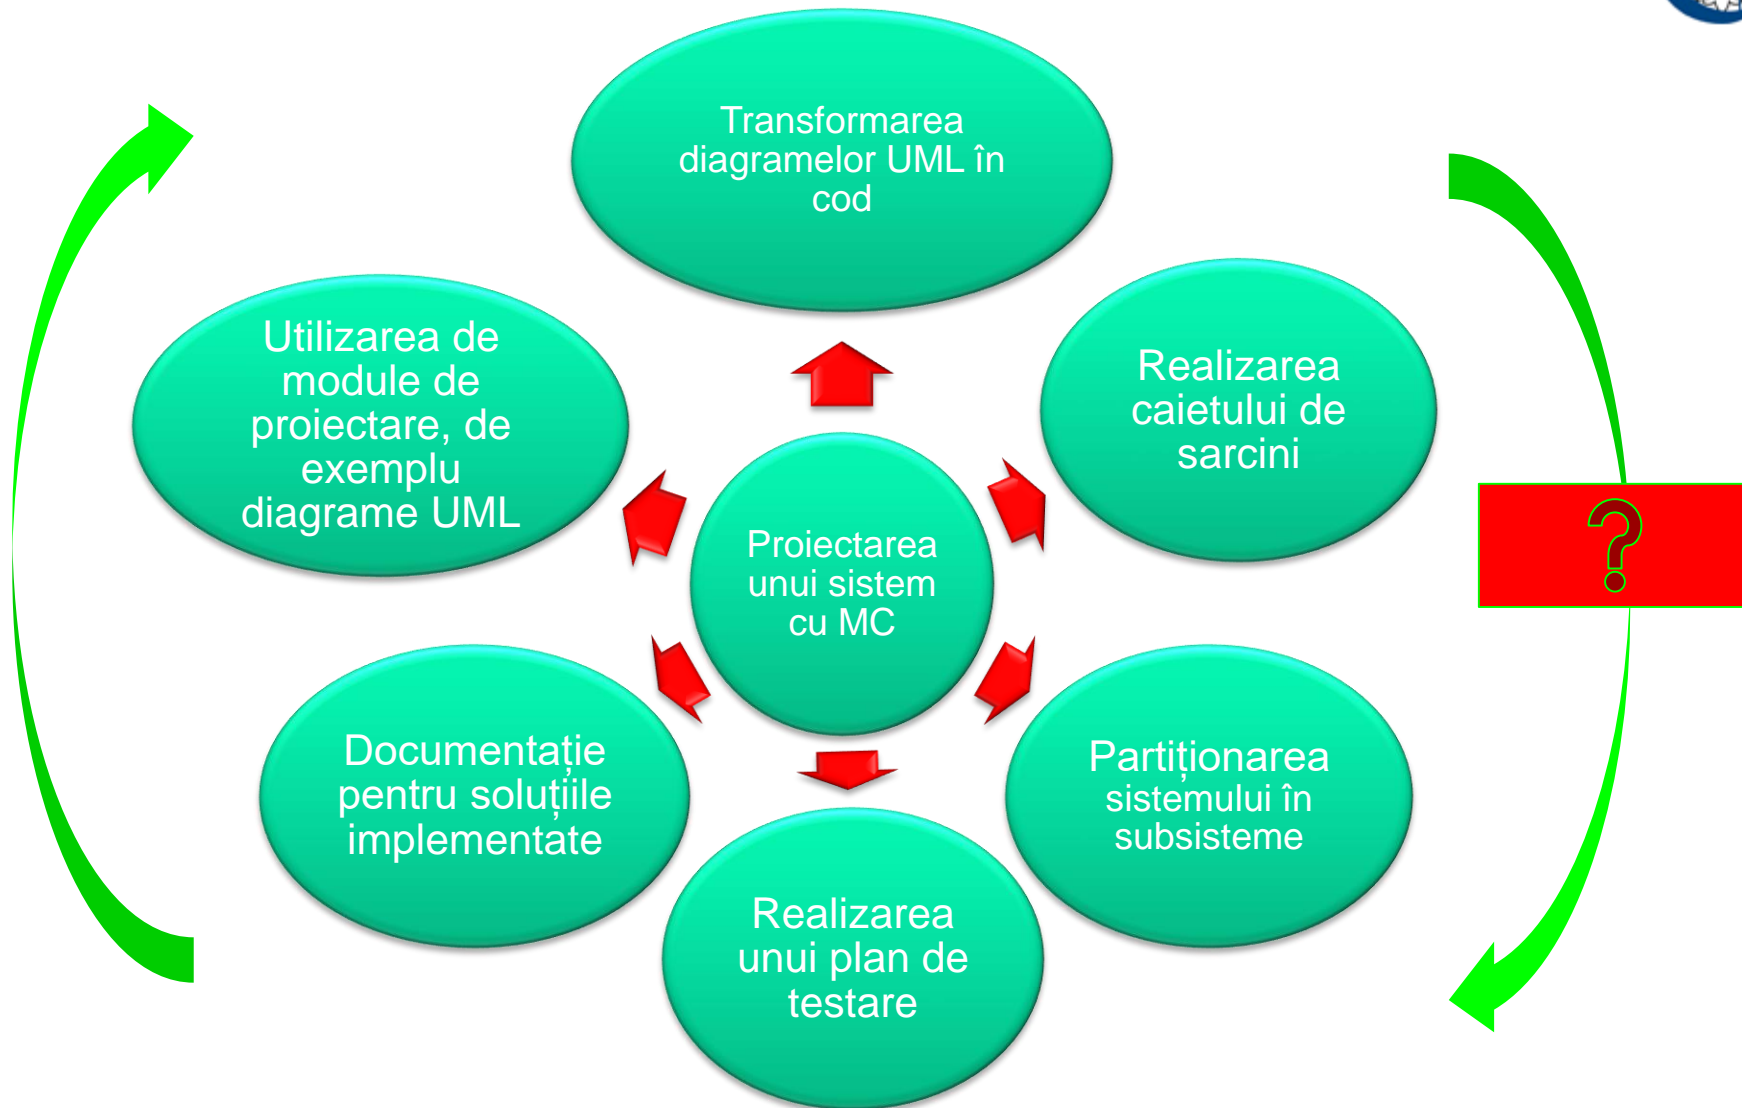 Transformarea
diagramelor UML în
cod
Utilizarea de
module de
proiectare, de
exemplu
diagrame UML
Realizarea
caietului de
sarcini
?
Proiectarea
unui sistem
cu MC
Documentație
pentru soluțiile
implementate
Partiționarea
sistemului în
subsisteme
Realizarea
unui plan de
testare